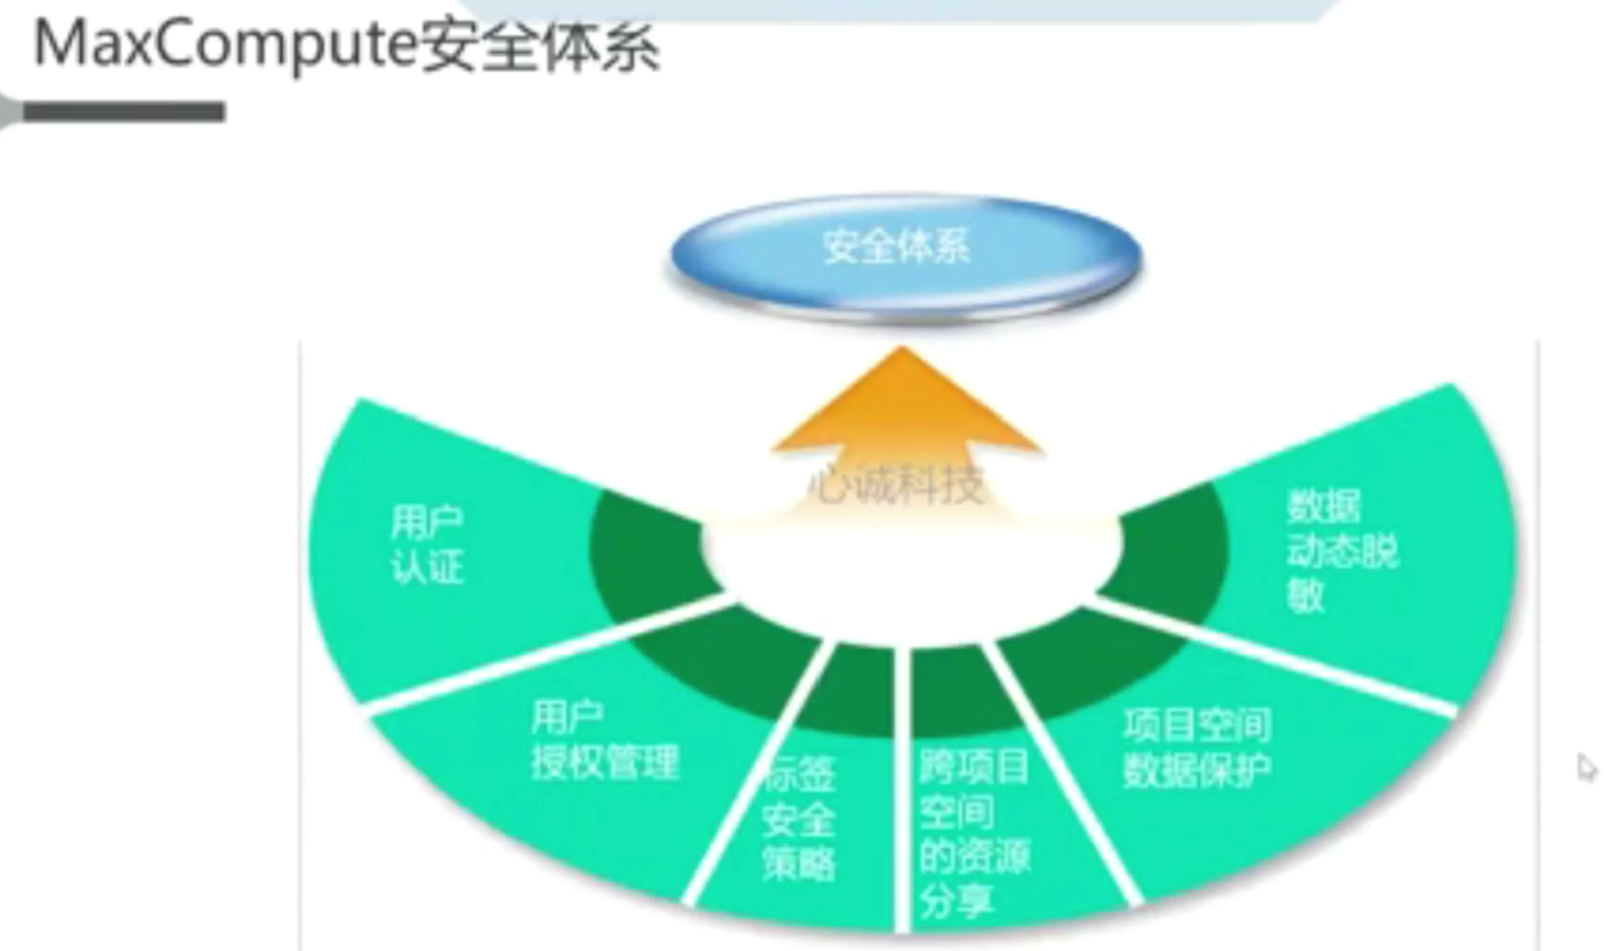 MaxCompute安全体系
安全体系
心诚科技
用户
认证
用户
授权管理
标签
安全
策略
跨项目
空间
的资源
分享
项目空间
数据保护
数据
动态脱
敏